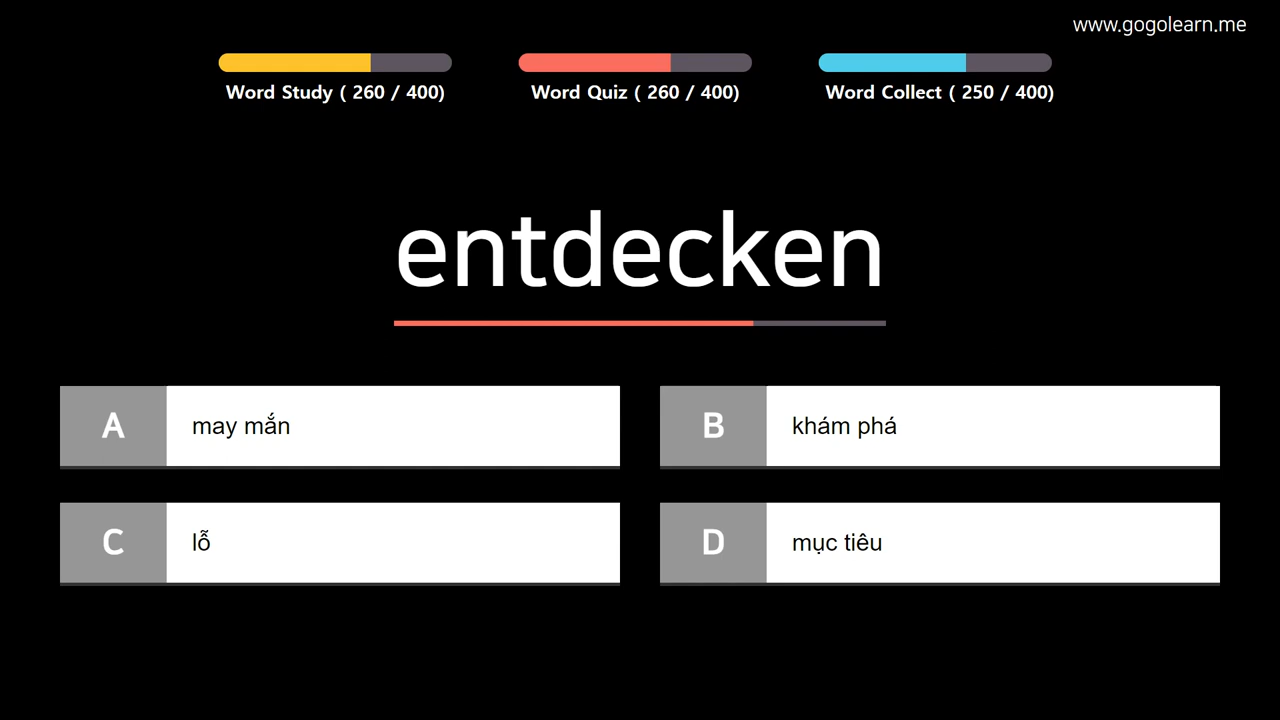 www.gogolearn.me
Word Study ( 260 / 400)
Word Quiz ( 260 / 400)
Word Collect ( 250 / 400)
entdecken
A may mắn
B khám phá
C lỗ
D mục tiêu